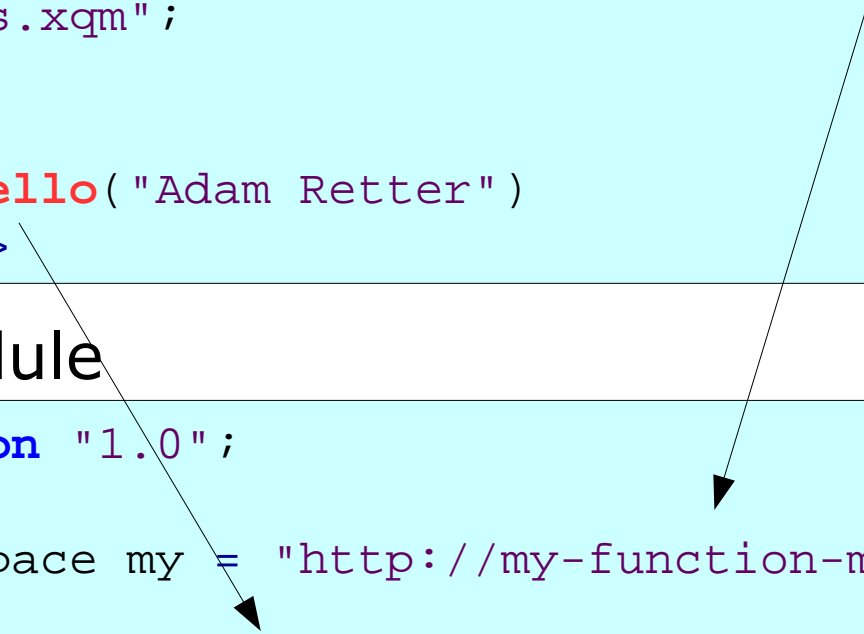 s.xqm";
ello("Adam Retter")
>
dule
on "1.0";
pace my = "http://my-function-m